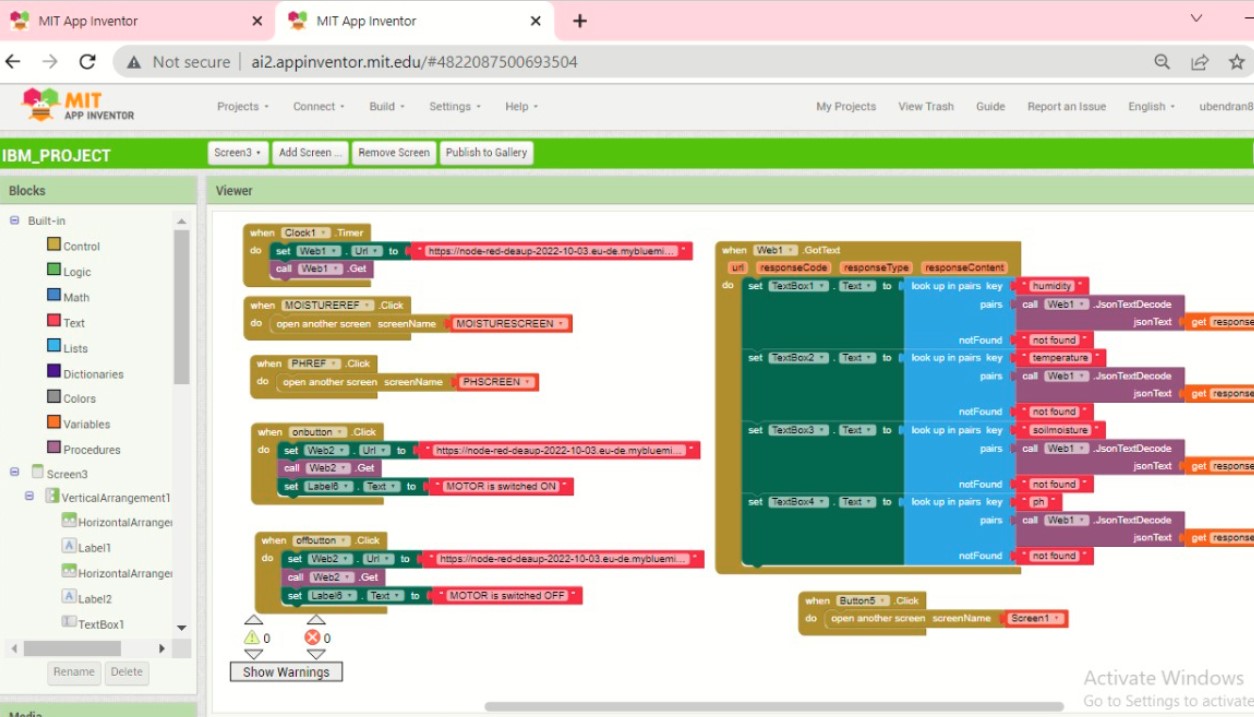 MIT App Inventor
MIT App Inventor
Not secure ai2.appinventor.mit.edu/#4822087500693504
MIT
APP INVENTOR
Projects Connect Build Settings Help My Projects View Trash Guide Report an Issue English ubendran8
IBM_PROJECT
Screen3 Add Screen ... Remove Screen Publish to Gallery
Blocks
Built-in
Control
Logic
Math
Text
Lists
Dictionaries
Colors
Variables
Procedures
Screen3
VerticalArrangement1
HorizontalArranger
Label1
HorizontalArranger
Label2
TextBox1
Rename Delete
Media
Viewer
when Clock1 .Timer
do set Web1 . Url to " https://node-red-deaup-2022-10-03.eu-de.mybluemi... "
call Web1 .Get
when MOISTUREREF .Click
do open another screen screenName MOISTURESCREEN
when PHREF .Click
do open another screen screenName PHSCREEN
when onbutton .Click
do set Web2 . Url to " https://node-red-deaup-2022-10-03.eu-de.mybluemi... "
call Web2 .Get
set Label6 . Text to " MOTOR is switched ON "
when offbutton .Click
do set Web2 . Url to " https://node-red-deaup-2022-10-03.eu-de.mybluemi... "
call Web2 .Get
set Label6 . Text to " MOTOR is switched OFF "
0 0
Show Warnings
when Web1 .GotText
url responseCode responseType responseContent
do set TextBox1 . Text to look up in pairs key " humidity "
pairs call Web1 .JsonTextDecode
jsonText get response
notFound " not found "
set TextBox2 . Text to look up in pairs key " temperature "
pairs call Web1 .JsonTextDecode
jsonText get response
notFound " not found "
set TextBox3 . Text to look up in pairs key " soilmoisture "
pairs call Web1 .JsonTextDecode
jsonText get response
notFound " not found "
set TextBox4 . Text to look up in pairs key " ph "
pairs call Web1 .JsonTextDecode
jsonText get response
notFound " not found "
when Button5 .Click
do open another screen screenName Screen1
Activate Windows
Go to Settings to activate